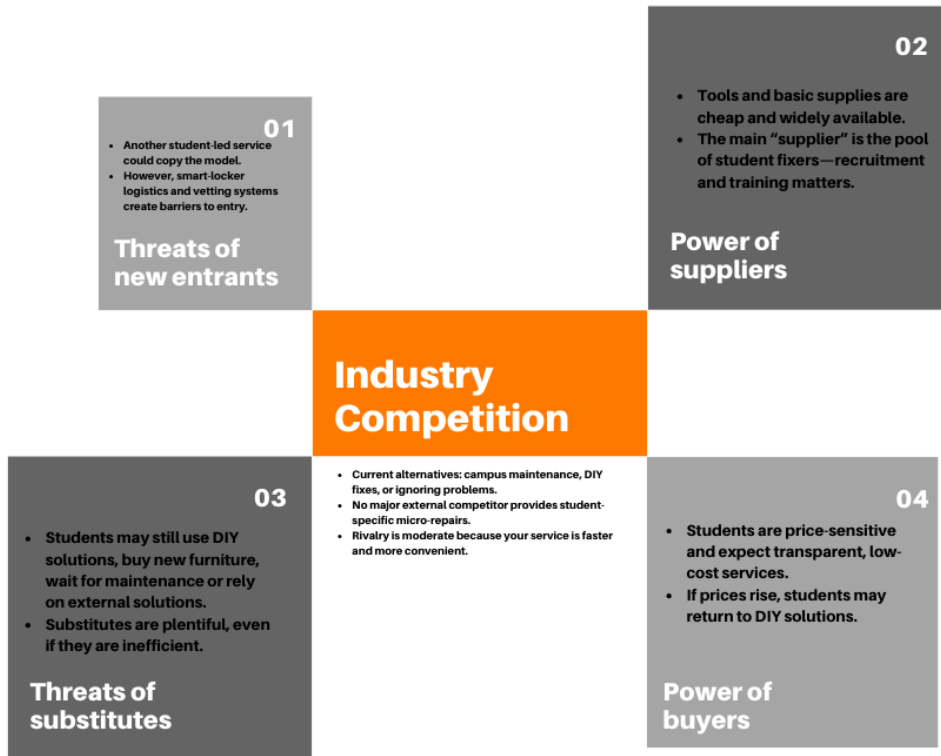 01
• Another student-led service
could copy the model.
• However, smart-locker
logistics and vetting systems
create barriers to entry.
Threats of
new entrants
02
• Tools and basic supplies are
cheap and widely available.
• The main “supplier” is the pool
of student fixers—recruitment
and training matters.
Power of
suppliers
Industry
Competition
• Current alternatives: campus maintenance, DIY
fixes, or ignoring problems.
• No major external competitor provides student-
specific micro-repairs.
• Rivalry is moderate because your service is faster
and more convenient.
03
• Students may still use DIY
solutions, buy new furniture,
wait for maintenance or rely
on external solutions.
• Substitutes are plentiful, even
if they are inefficient.
Threats of
substitutes
04
• Students are price-sensitive
and expect transparent, low-
cost services.
• If prices rise, students may
return to DIY solutions.
Power of
buyers